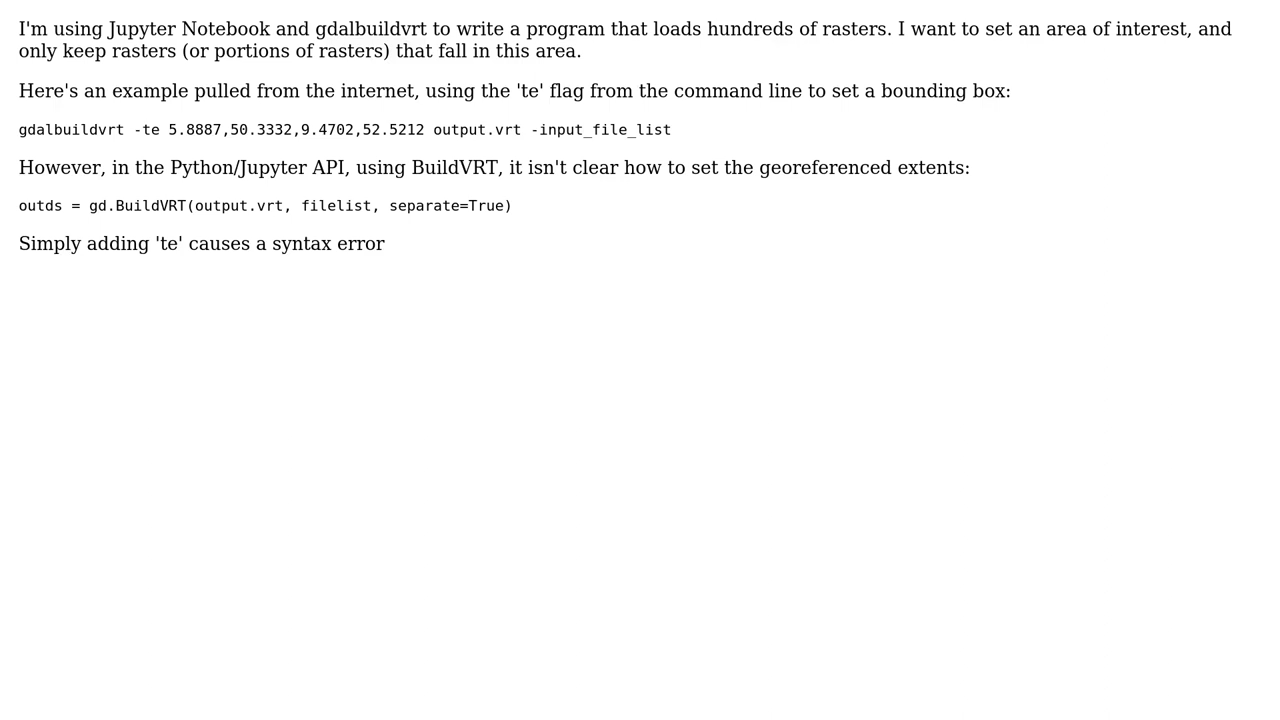 I'm using Jupyter Notebook and gdalbuildvrt to write a program that loads hundreds of rasters. I want to set an area of interest, and
only keep rasters (or portions of rasters) that fall in this area.
Here's an example pulled from the internet, using the 'te' flag from the command line to set a bounding box:
gdalbuildvrt -te 5.8887,50.3332,9.4702,52.5212 output.vrt -input_file_list
However, in the Python/Jupyter API, using BuildVRT, it isn't clear how to set the georeferenced extents:
outds = gd.BuildVRT(output.vrt, filelist, separate=True)
Simply adding 'te' causes a syntax error